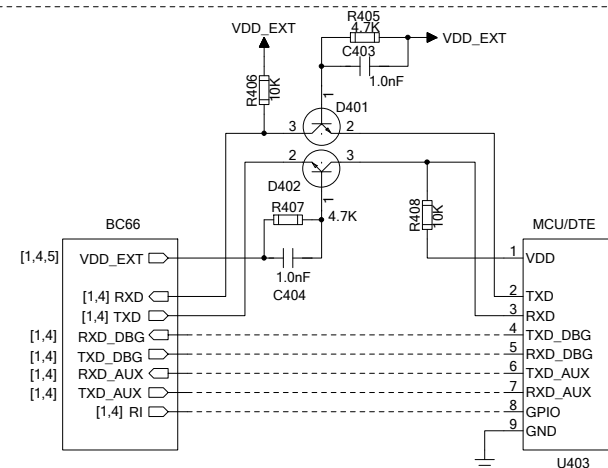 R405
4.7K
VDD_EXT
VDD_EXT
C403
1.0nF
R406
10K
1
D401
3
2
2
3
D402
1
R407
4.7K
R408
10K
BC66
MCU/DTE
[1,4,5]
VDD_EXT
1
VDD
1.0nF
C404
[1,4] RXD
2
TXD
[1,4] TXD
3
RXD
[1,4]
RXD_DBG
4
TXD_DBG
[1,4]
TXD_DBG
5
RXD_DBG
[1,4]
RXD_AUX
6
TXD_AUX
[1,4]
TXD_AUX
7
RXD_AUX
[1,4] RI
8
GPIO
9
GND
U403